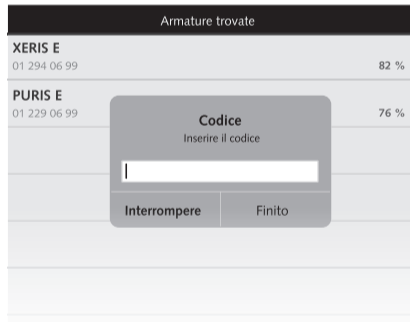 Armature trovate
XERIS E
01 294 06 99
82 %
PURIS E
01 229 06 99
76 %
Codice
Inserire il codice
Interrompere
Finito